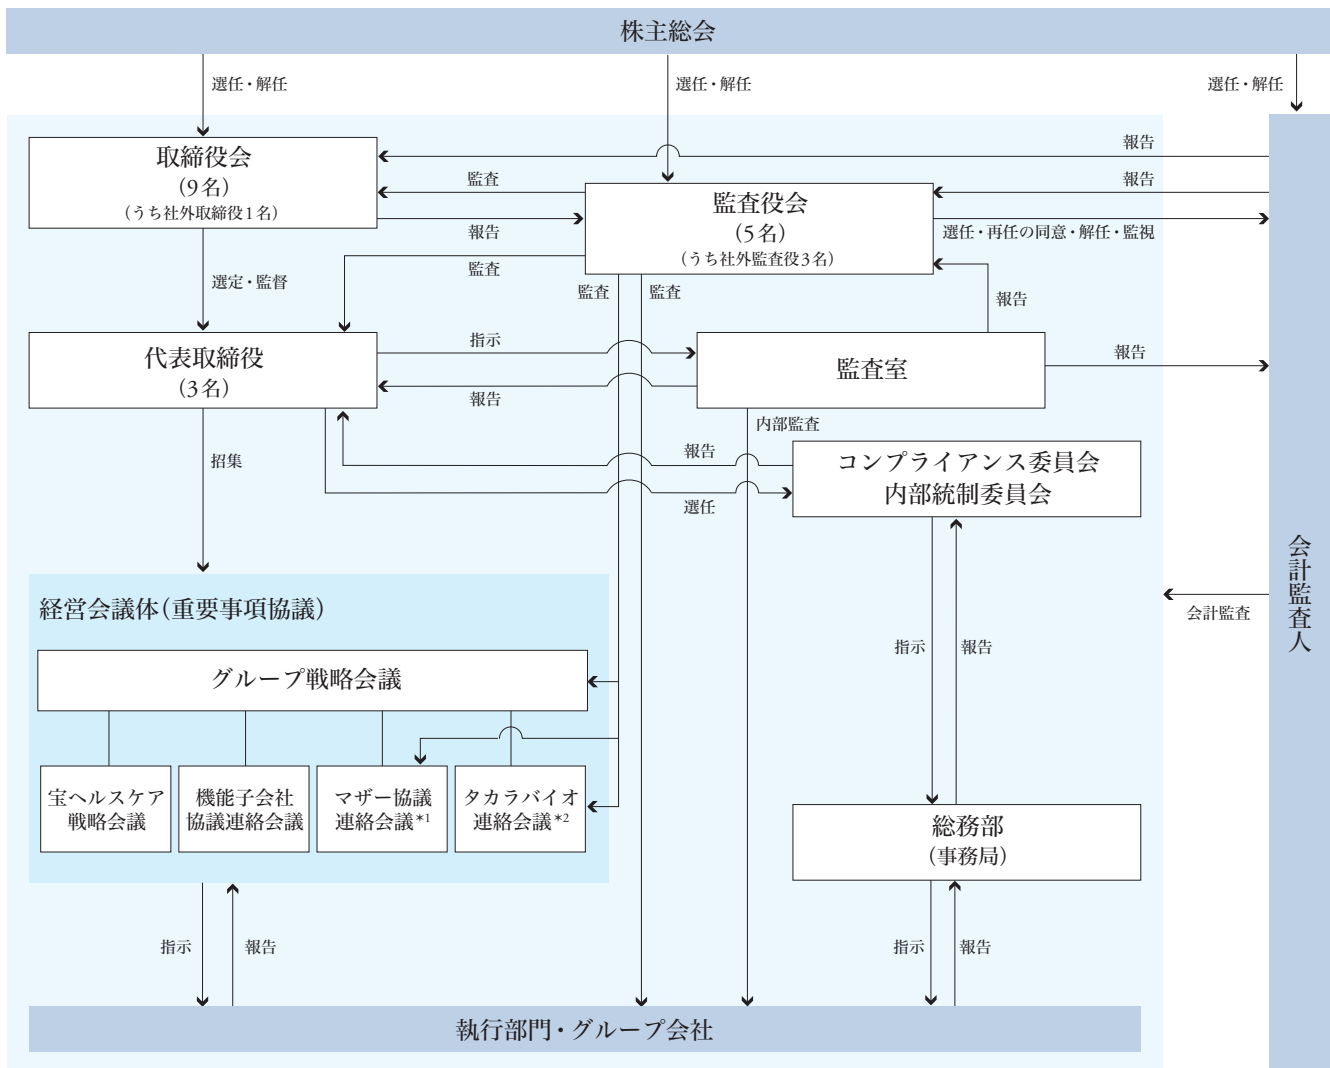 株主総会
選任・解任
選任・解任
選任・解任
取締役会
(9名)
(うち社外取締役1名)
報告
監査
報告
監査役会
(5名)
(うち社外監査役3名)
報告
選任・再任の同意・解任・監視
監査
選定・監督
監査
監査
報告
代表取締役
(3名)
指示
報告
監査室
報告
内部監査
招集
報告
選任
コンプライアンス委員会
内部統制委員会
会計監査人
会計監査
経営会議体(重要事項協議)
グループ戦略会議
指示
報告
宝ヘルスケア
戦略会議
機能子会社
協議連絡会議
マザー協議
連絡会議*1
タカラバイオ
連絡会議*2
総務部
(事務局)
指示
報告
指示
報告
執行部門・グループ会社